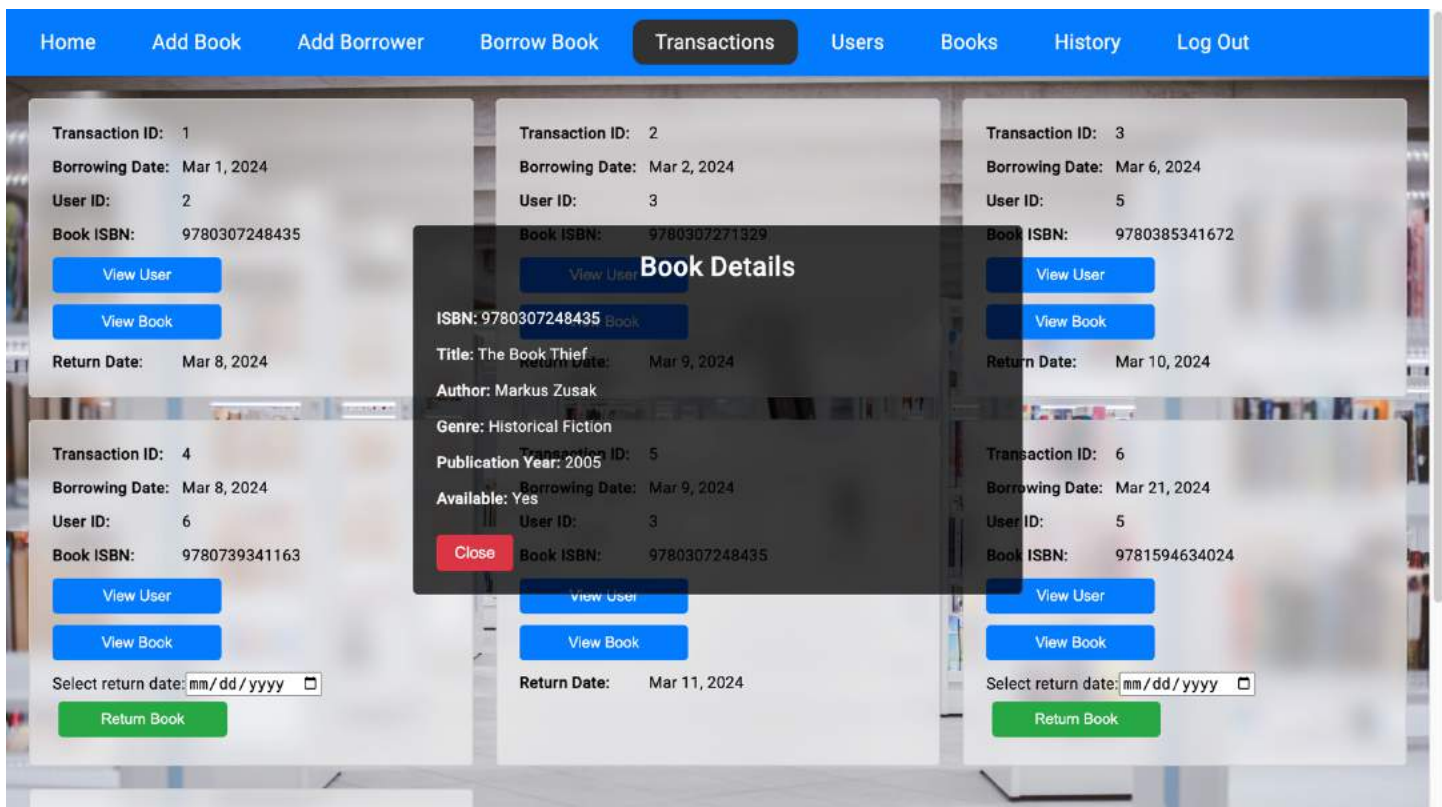 Home Add Book Add Borrower Borrow Book Transactions Users Books History Log Out
Transaction ID: 1
Borrowing Date: Mar 1, 2024
User ID: 2
Book ISBN: 9780307248435
View User
View Book
Return Date: Mar 8, 2024
Transaction ID: 2
Borrowing Date: Mar 2, 2024
User ID: 3
Book ISBN: 9780307271329
View User
View Book
Return Date: Mar 9, 2024
Transaction ID: 3
Borrowing Date: Mar 6, 2024
User ID: 5
Book ISBN: 9780385341672
View User
View Book
Return Date: Mar 10, 2024
Book Details
ISBN: 9780307248435
Title: The Book Thief
Author: Markus Zusak
Genre: Historical Fiction
Publication Year: 2005
Available: Yes
Close
Transaction ID: 4
Borrowing Date: Mar 8, 2024
User ID: 6
Book ISBN: 9780739341163
View User
View Book
Select return date: mm/dd/yyyy
Return Book
Transaction ID: 5
Borrowing Date: Mar 9, 2024
User ID: 3
Book ISBN: 9780307248435
View User
View Book
Return Date: Mar 11, 2024
Transaction ID: 6
Borrowing Date: Mar 21, 2024
User ID: 5
Book ISBN: 9781594634024
View User
View Book
Select return date: mm/dd/yyyy
Return Book